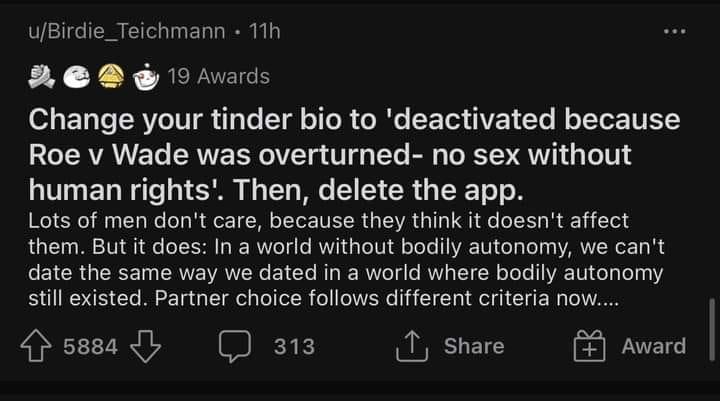 u/Birdie_Teichmann • 11h
19 Awards
Change your tinder bio to 'deactivated because
Roe v Wade was overturned- no sex without
human rights'. Then, delete the app.
Lots of men don't care, because they think it doesn't affect
them. But it does: In a world without bodily autonomy, we can't
date the same way we dated in a world where bodily autonomy
still existed. Partner choice follows different criteria now....
5884 313 Share Award